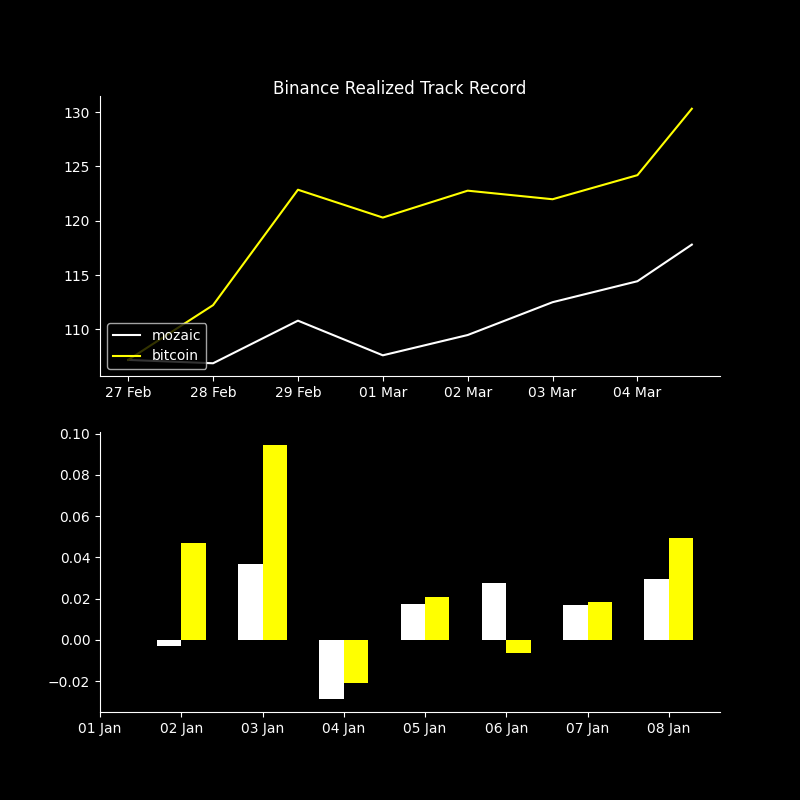 Binance Realized Track Record
130
125
120
115
110
mozaic
bitcoin
27 Feb 28 Feb 29 Feb 01 Mar 02 Mar 03 Mar 04 Mar
0.10
0.08
0.06
0.04
0.02
0.00
−0.02
01 Jan 02 Jan 03 Jan 04 Jan 05 Jan 06 Jan 07 Jan 08 Jan